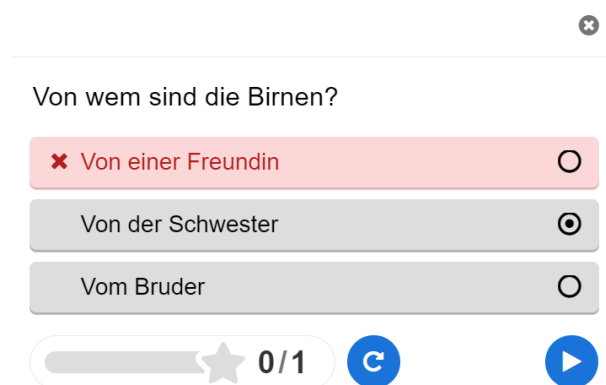 Von wem sind die Birnen?
Von einer Freundin
Von der Schwester
Vom Bruder
0/1